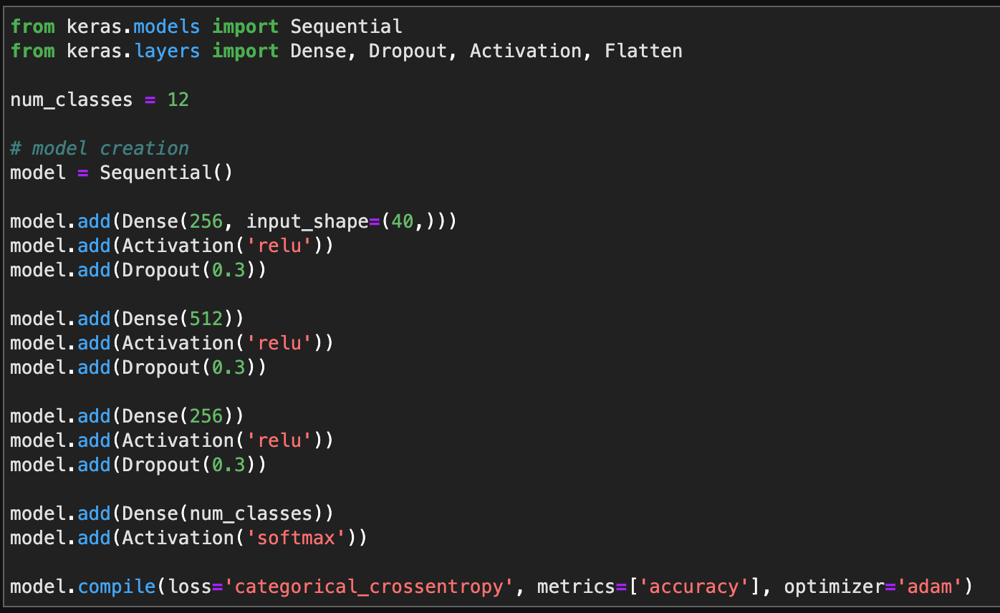 from keras.models import Sequential
from keras.layers import Dense, Dropout, Activation, Flatten
num_classes = 12
# model creation
model = Sequential()
model.add(Dense(256, input_shape=(40,)))
model.add(Activation('relu'))
model.add(Dropout(0.3))
model.add(Dense(512))
model.add(Activation('relu'))
model.add(Dropout(0.3))
model.add(Dense(256))
model.add(Activation('relu'))
model.add(Dropout(0.3))
model.add(Dense(num_classes))
model.add(Activation('softmax'))
model.compile(loss='categorical_crossentropy', metrics=['accuracy'], optimizer='adam')